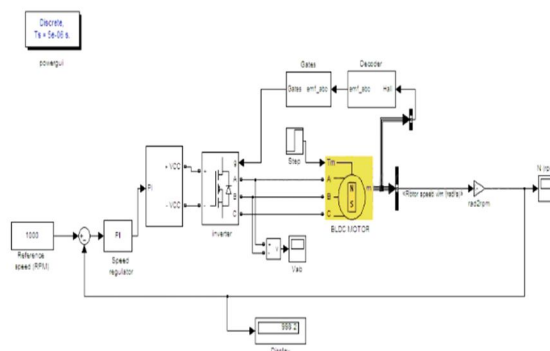 Discrete,
Ts = 5e-06 s.
powergui
Gates
Decoder
Gates
emf_abc
emf_abc
Hall
+ VCC
- VCC
PI
g
+
-
A
B
C
Inverter
Step
Tm
A
B
C
m
N
S
BLDC MOTOR
<Rotor speed wm (rad/s)>
rad2rpm
N
1000
Reference
speed (RPM)
PI
Speed
regulator
+
-
v
Display